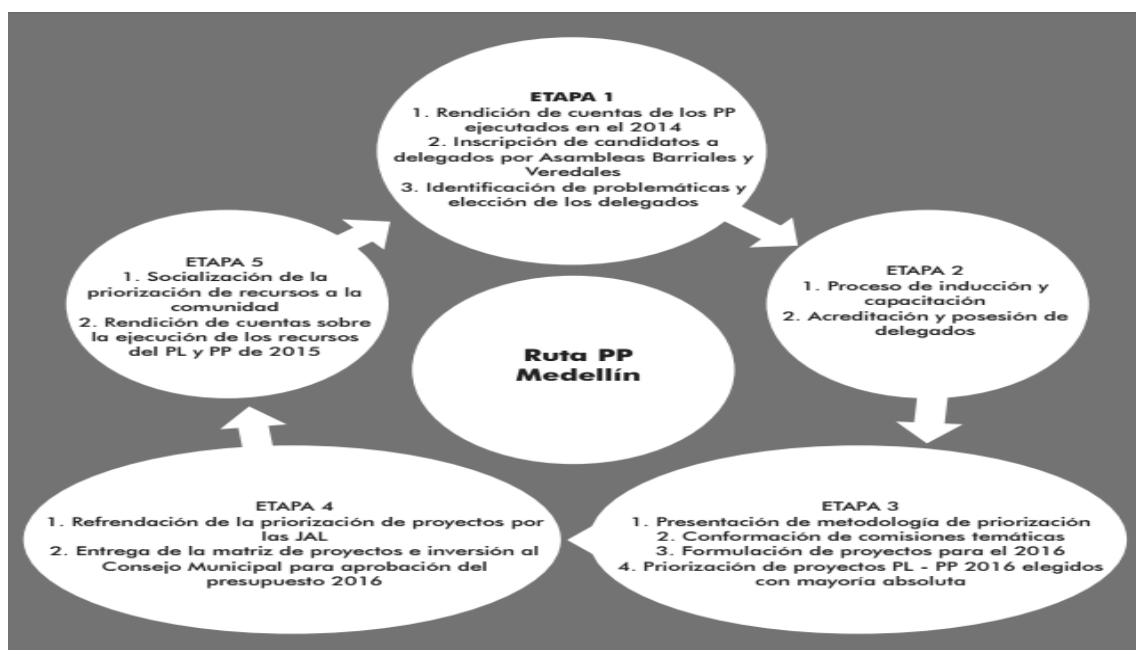 ETAPA 1
1. Rendición de cuentas de los PP
ejecutados en el 2014
2. Inscripción de candidatos a
delegados por Asambleas Barriales y
Veredales
3. Identificación de problemáticas y
elección de los delegados
ETAPA 2
1. Proceso de inducción y
capacitación
2. Acreditación y posesión de
delegados
ETAPA 3
1. Presentación de metodología de priorización
2. Conformación de comisiones temáticas
3. Formulación de proyectos para el 2016
4. Priorización de proyectos PL - PP 2016 elegidos
con mayoría absoluta
ETAPA 4
1. Refrendación de la priorización de proyectos por
las JAL
2. Entrega de la matriz de proyectos e inversión al
Consejo Municipal para aprobación del
presupuesto 2016
ETAPA 5
1. Socialización de la
priorización de recursos a la
comunidad
2. Rendición de cuentas sobre
la ejecución de los recursos
del PL y PP de 2015
Ruta PP
Medellín